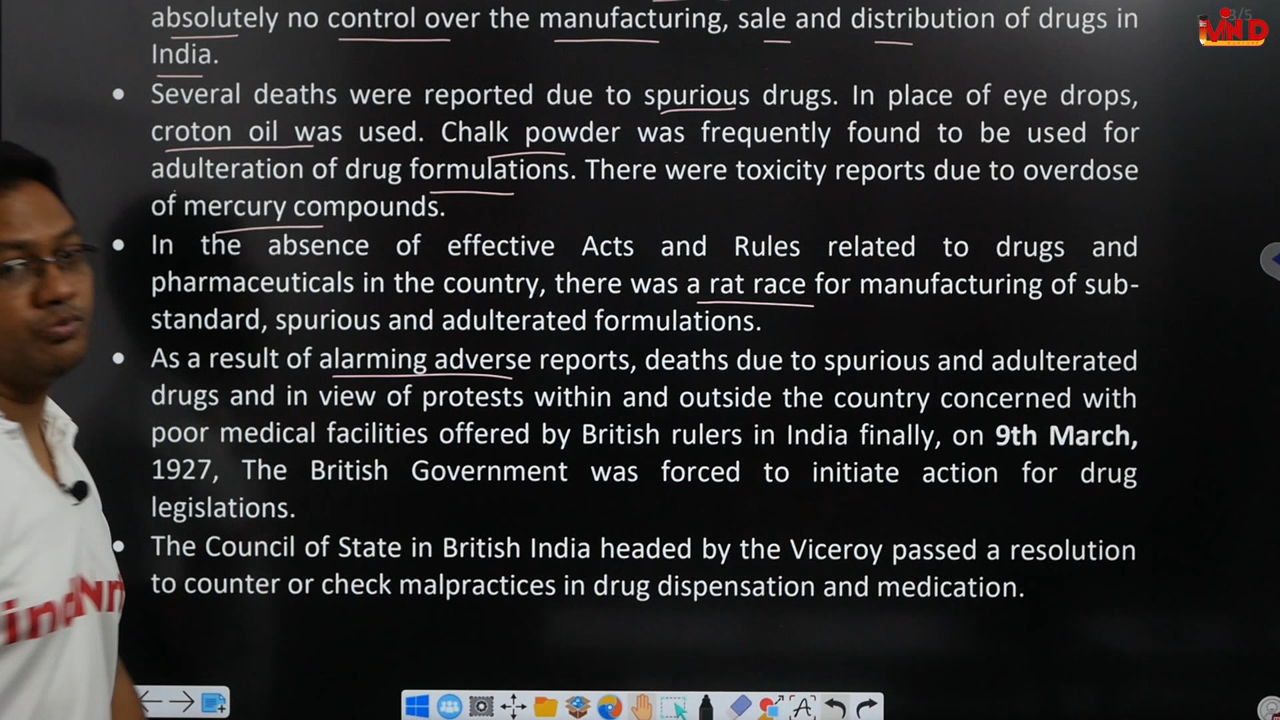 absolutely no control over the manufacturing, sale and distribution of drugs in
India.
• Several deaths were reported due to spurious drugs. In place of eye drops,
croton oil was used. Chalk powder was frequently found to be used for
adulteration of drug formulations. There were toxicity reports due to overdose
of mercury compounds.
• In the absence of effective Acts and Rules related to drugs and
pharmaceuticals in the country, there was a rat race for manufacturing of sub-
standard, spurious and adulterated formulations.
• As a result of alarming adverse reports, deaths due to spurious and adulterated
drugs and in view of protests within and outside the country concerned with
poor medical facilities offered by British rulers in India finally, on 9th March,
1927, The British Government was forced to initiate action for drug
legislations.
• The Council of State in British India headed by the Viceroy passed a resolution
to counter or check malpractices in drug dispensation and medication.